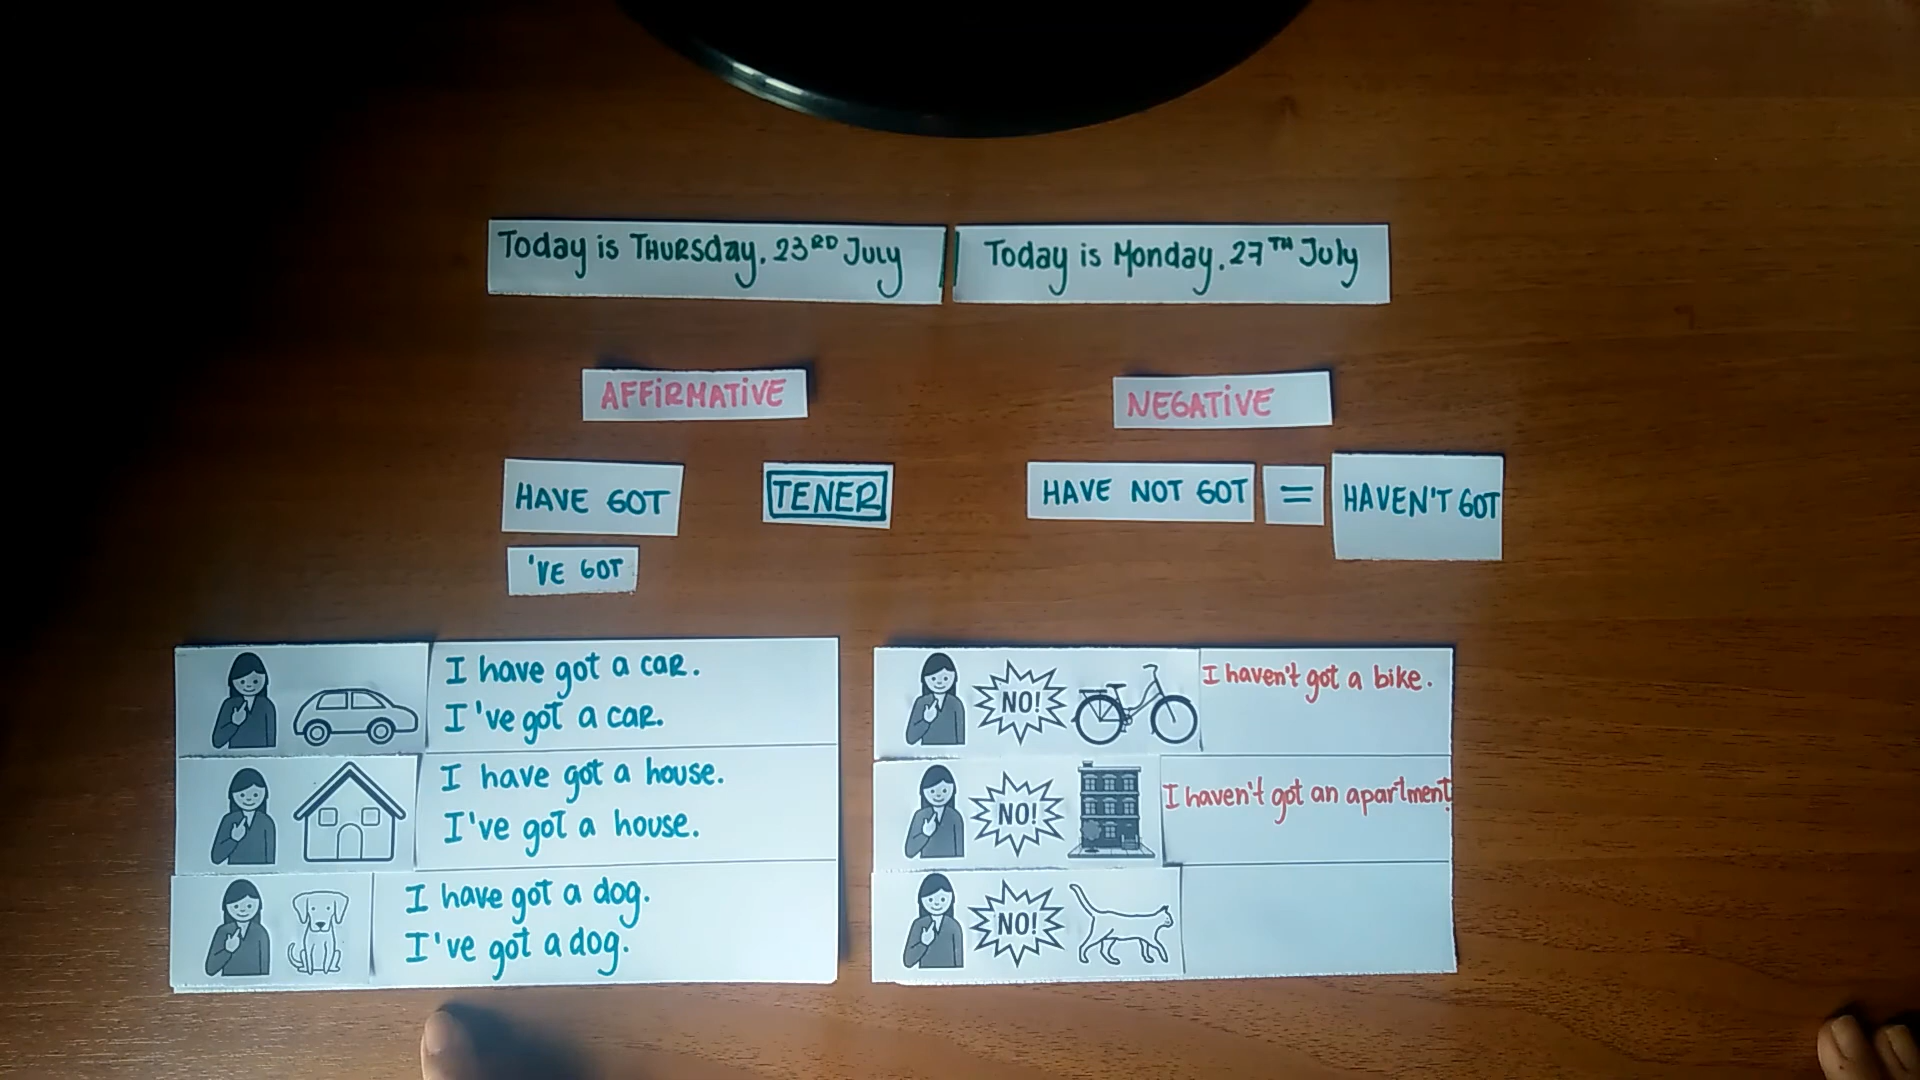 Today is THURSday. 23RD July
Today is Monday. 27TH July
AFFiRMATiVE
NEGATiVE
HAVE GOT
TENER
HAVE NOT GOT
=
HAVEN'T GOT
'VE GOT
I have got a caR.
I've got a caR.
I have got a house.
I've got a house.
I have got a dog.
I've got a dog.
NO!
I haven't got a bike.
NO!
I haven't got an apartment.
NO!